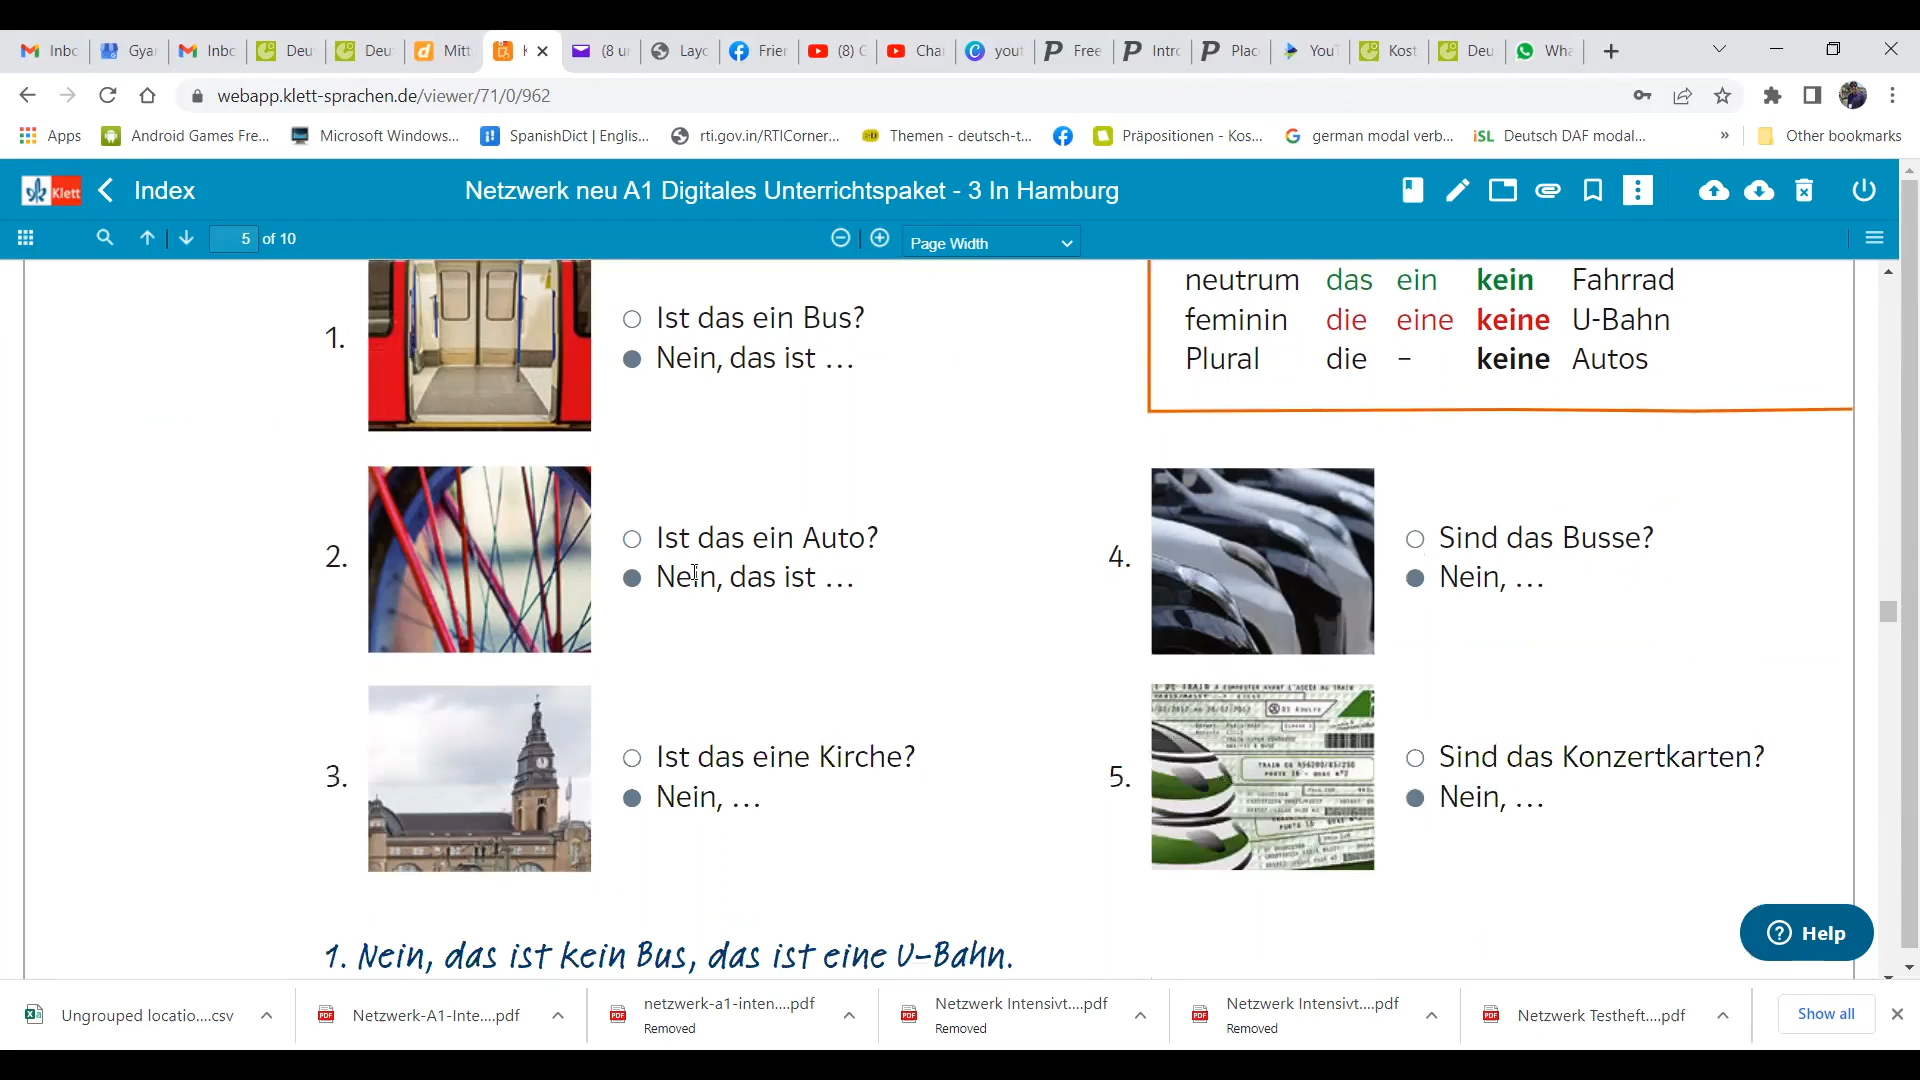 Inbc
Gya
Inbc
Deu
Deu
Mitt
(8 u
Layc
Frier
(8) C
Cha
yout
Free
Intro
Plac
You
Kost
Deu
Wha
webapp.klett-sprachen.de/viewer/71/0/962
Apps
Android Games Fre...
Microsoft Windows...
SpanishDict | Englis...
rti.gov.in/RTICorner...
Themen - deutsch-t...
Präpositionen - Kos...
german modal verb...
iSL Deutsch DAF modal...
»
Other bookmarks
Klett
Index
Netzwerk neu A1 Digitales Unterrichtspaket - 3 In Hamburg
5 of 10
Page Width
neutrum das ein kein Fahrrad
feminin die eine keine U-Bahn
Plural die – keine Autos
1.
Ist das ein Bus?
Nein, das ist …
2.
Ist das ein Auto?
Nein, das ist …
3.
Ist das eine Kirche?
Nein, …
4.
Sind das Busse?
Nein, …
5.
Sind das Konzertkarten?
Nein, …
1. Nein, das ist kein Bus, das ist eine U-Bahn.
Help
Ungrouped locatio....csv
Netzwerk-A1-Inte....pdf
netzwerk-a1-inten....pdf
Removed
Netzwerk Intensivt....pdf
Removed
Netzwerk Intensivt....pdf
Removed
Netzwerk Testheft....pdf
Show all